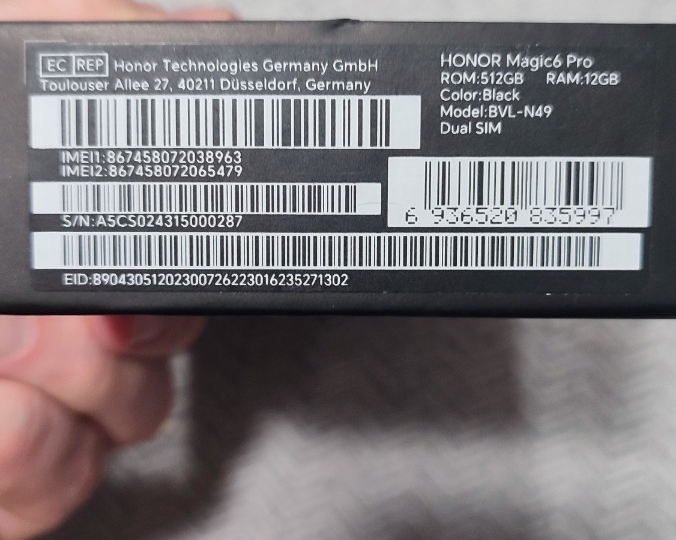 EC REP Honor Technologies Germany GmbH
Toulouser Allee 27, 40211 Düsseldorf, Germany
HONOR Magic6 Pro
ROM:512GB RAM:12GB
Color:Black
Model:BVL-N49
Dual SIM
IMEI1:867458072038963
IMEI2:867458072065479
6 936520 835997
S/N:A5CS024315000287
EID:89043051202300726223016235271302